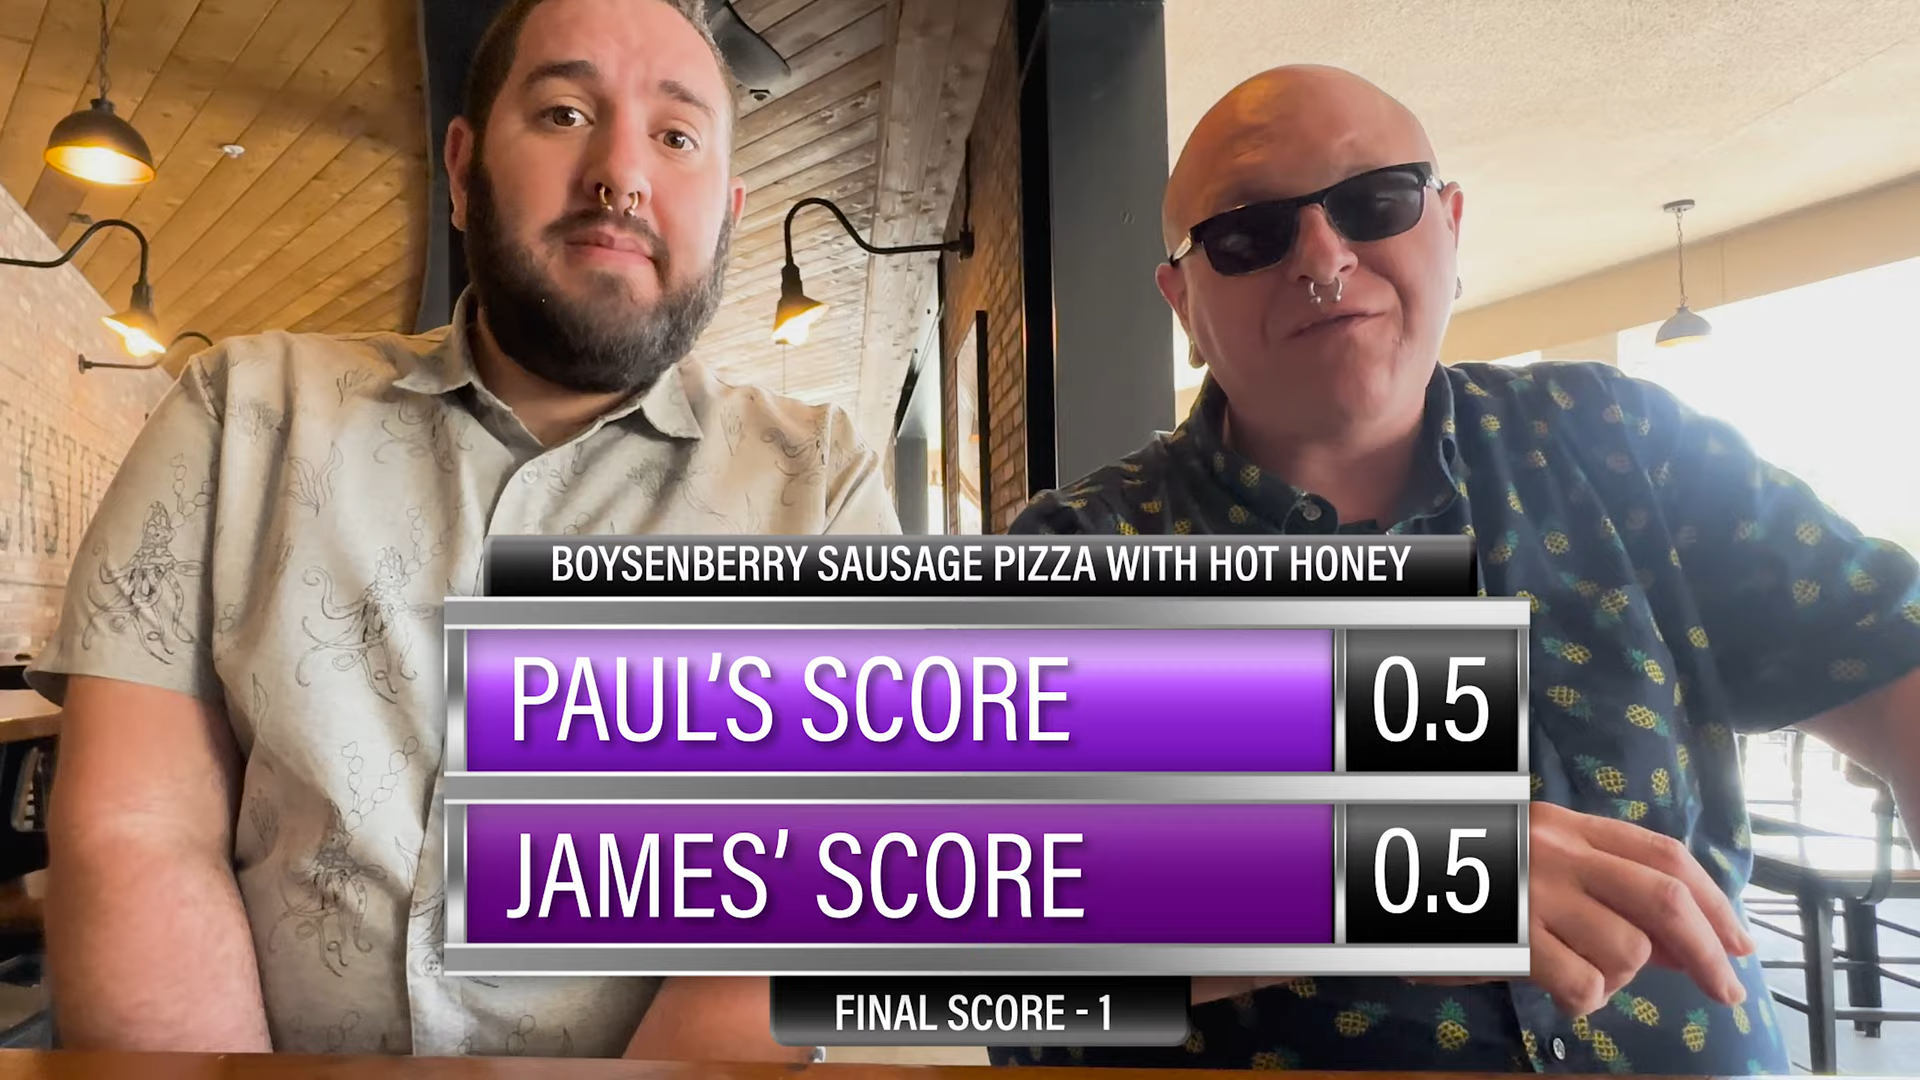 BOYSENBERRY SAUSAGE PIZZA WITH HOT HONEY
PAUL'S SCORE 0.5
JAMES' SCORE 0.5
FINAL SCORE - 1